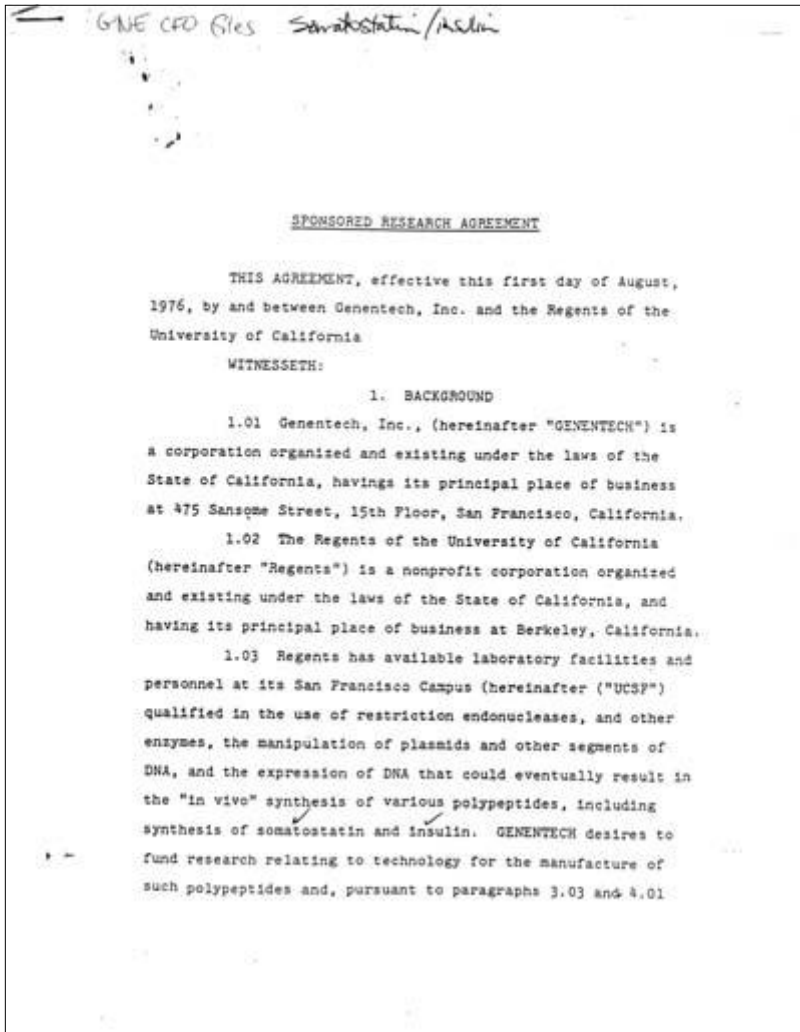 GNE CFO files somatostatin/insulin
SPONSORED RESEARCH AGREEMENT
THIS AGREEMENT, effective this first day of August,
1976, by and between Genentech, Inc. and the Regents of the
University of California
WITNESSETH:
1. BACKGROUND
1.01 Genentech, Inc., (hereinafter "GENENTECH") is
a corporation organized and existing under the laws of the
State of California, havings its principal place of business
at 475 Sansome Street, 15th Floor, San Francisco, California.
1.02 The Regents of the University of California
(hereinafter "Regents") is a nonprofit corporation organized
and existing under the laws of the State of California, and
having its principal place of business at Berkeley, California.
1.03 Regents has available laboratory facilities and
personnel at its San Francisco Campus (hereinafter ("UCSF")
qualified in the use of restriction endonucleases, and other
enzymes, the manipulation of plasmids and other segments of
DNA, and the expression of DNA that could eventually result in
the "in vivo" synthesis of various polypeptides, including
synthesis of somatostatin and insulin. GENENTECH desires to
fund research relating to technology for the manufacture of
such polypeptides and, pursuant to paragraphs 3.03 and 4.01